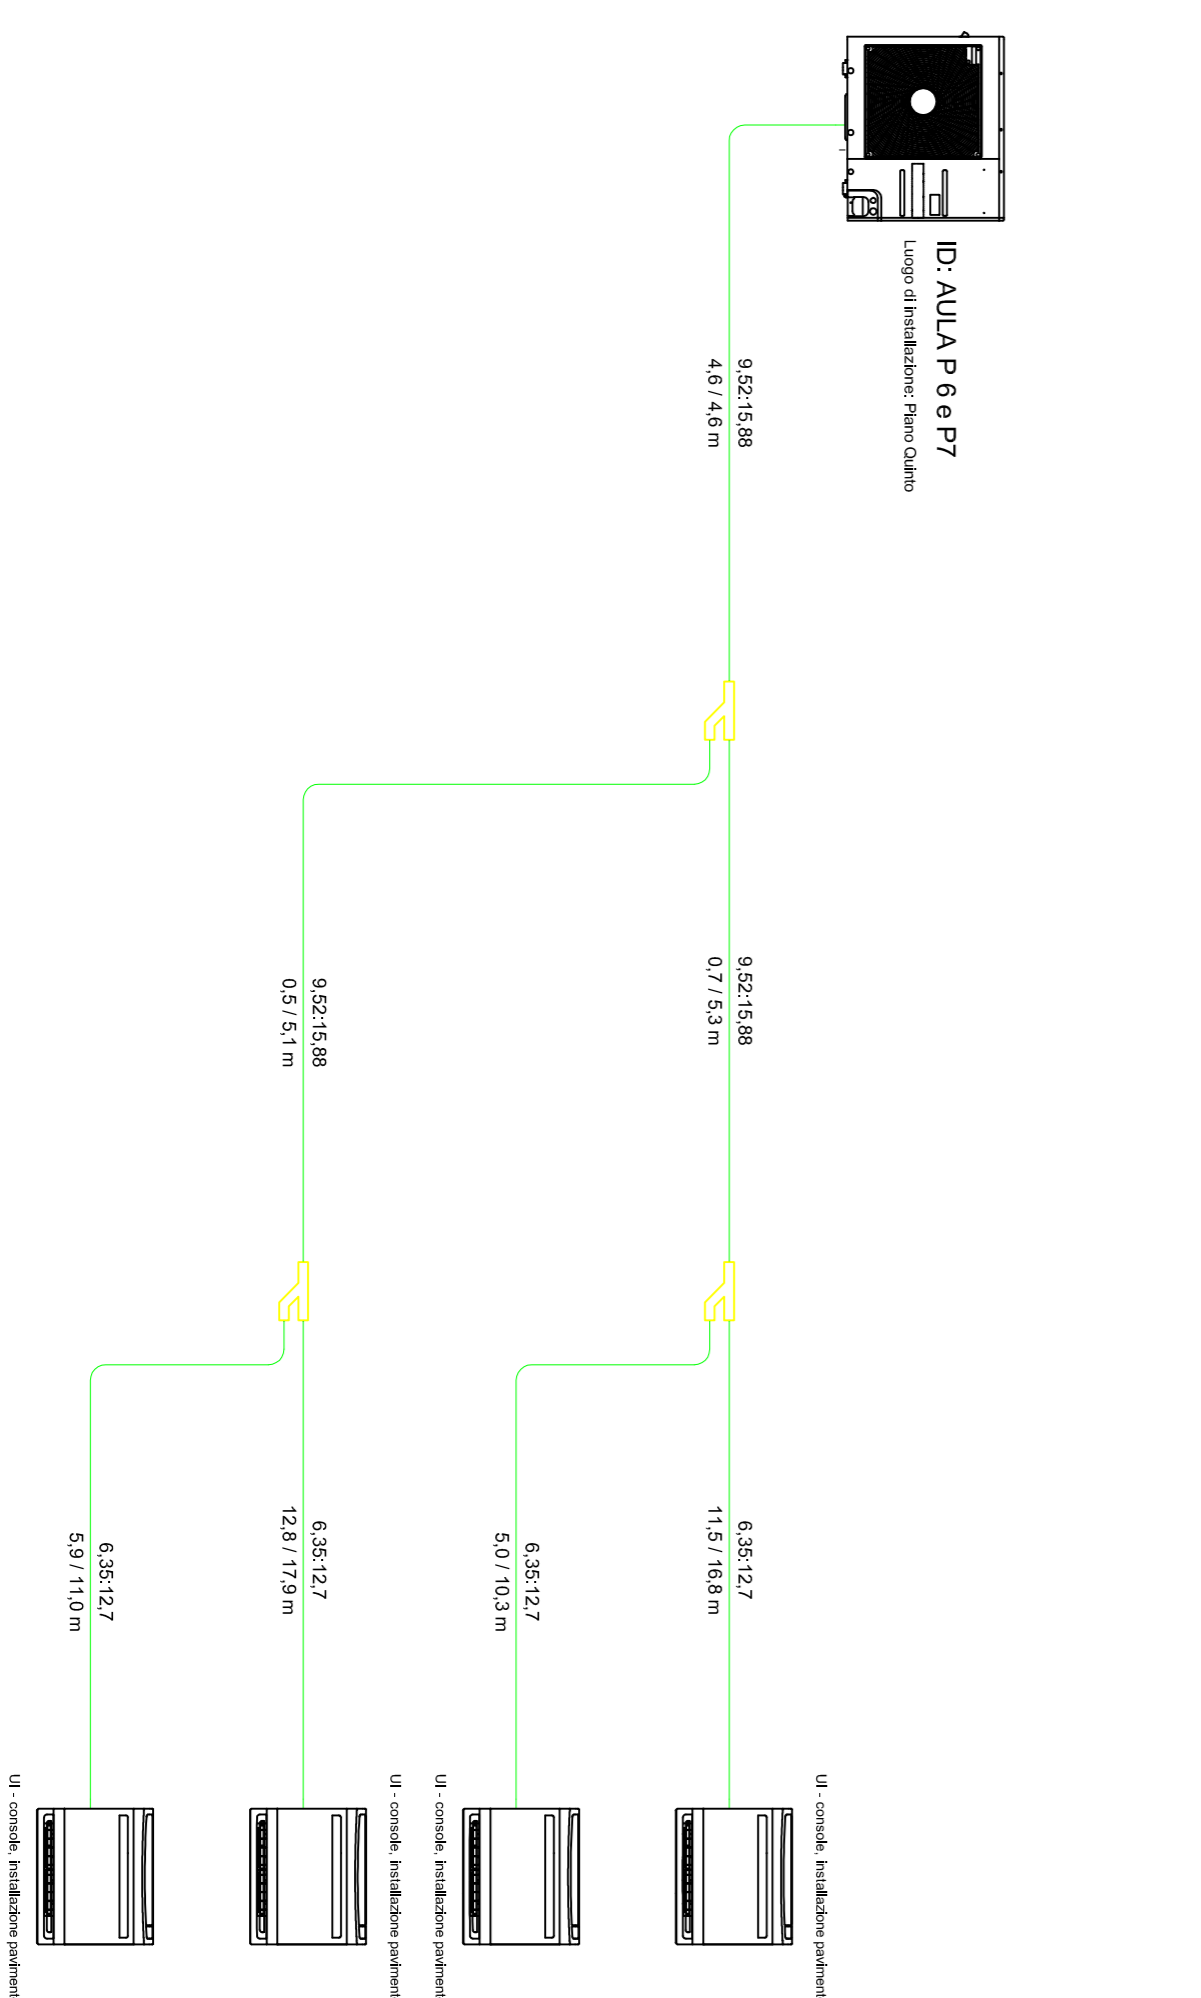 ID: AULA P 6 e P7
Luogo di installazione: Piano Quinto
9,52:15,88
4,6 / 4,6 m
9,52:15,88
0,7 / 5,3 m
9,52:15,88
0,5 / 5,1 m
6,35:12,7
11,5 / 16,8 m
6,35:12,7
5,0 / 10,3 m
6,35:12,7
12,8 / 17,9 m
6,35:12,7
5,9 / 11,0 m
UI - console, installazione paviment
UI - console, installazione paviment
UI - console, installazione paviment
UI - console, installazione paviment